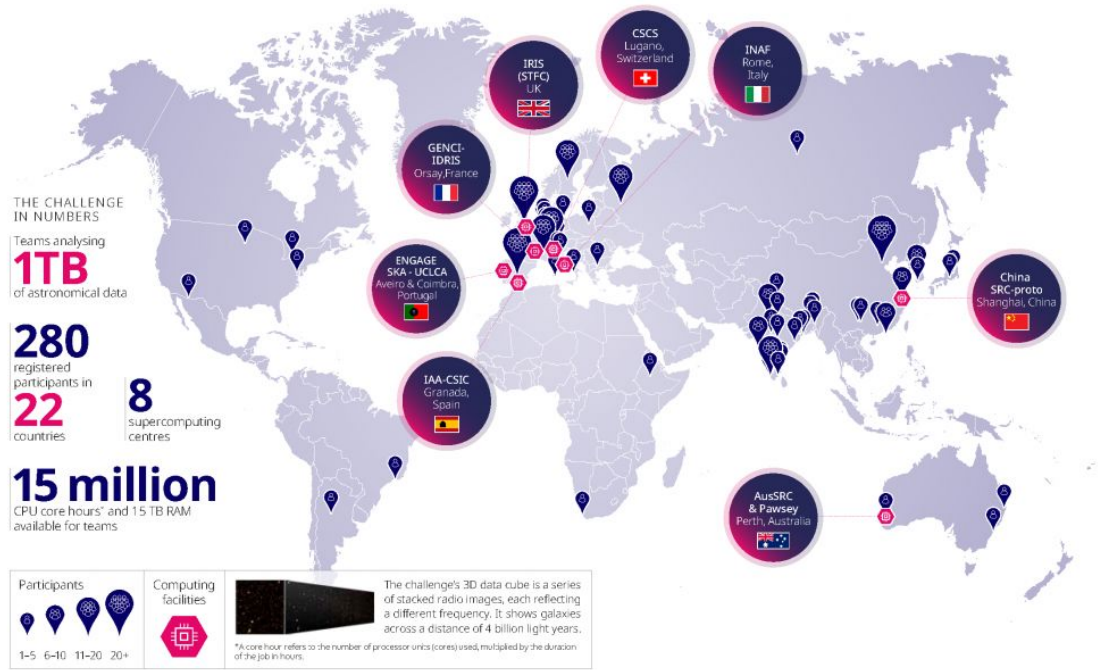 CSCS
Lugano,
Switzerland
INAF
Rome,
Italy
IRIS
(STFC)
UK
GENCI-
IDRIS
Orsay,France
THE CHALLENGE
IN NUMBERS
Teams analysing
1TB
of astronomical data
ENGAGE
SKA - UCLCA
Aveiro & Coimbra,
Portugal
China
SRC-proto
Shanghai, China
280
registered
participants in
22
countries
8
supercomputing
centres
IAA-CSIC
Granada,
Spain
15 million
CPU core hours* and 15 TB RAM
available for teams
AusSRC
& Pawsey
Perth, Australia
Participants
1–5 6–10 11–20 20+
Computing
facilities
The challenge's 3D data cube is a series
of stacked radio images, each reflecting
a different frequency. It shows galaxies
across a distance of 4 billion light years.
*A core hour refers to the number of processor units (cores) used, multiplied by the duration
of the job in hours.